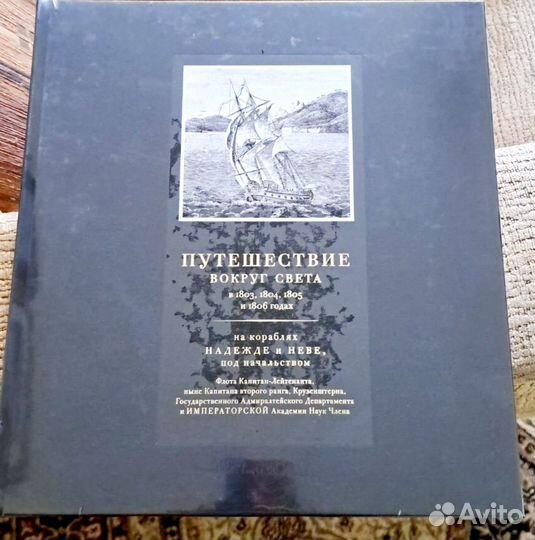 ПУТЕШЕСТВИЕ
ВОКРУГ СВЕТА
в 1803, 1804, 1805
и 1806 годах
на кораблях
НАДЕЖДЕ и НЕВЕ,
под начальством
Флота Капитан-Лейтенанта,
ныне Капитана второго ранга, Крузенштерна,
Государственного Адмиралтейского Департамента
и ИМПЕРАТОРСКОЙ Академии Наук Члена
Avito